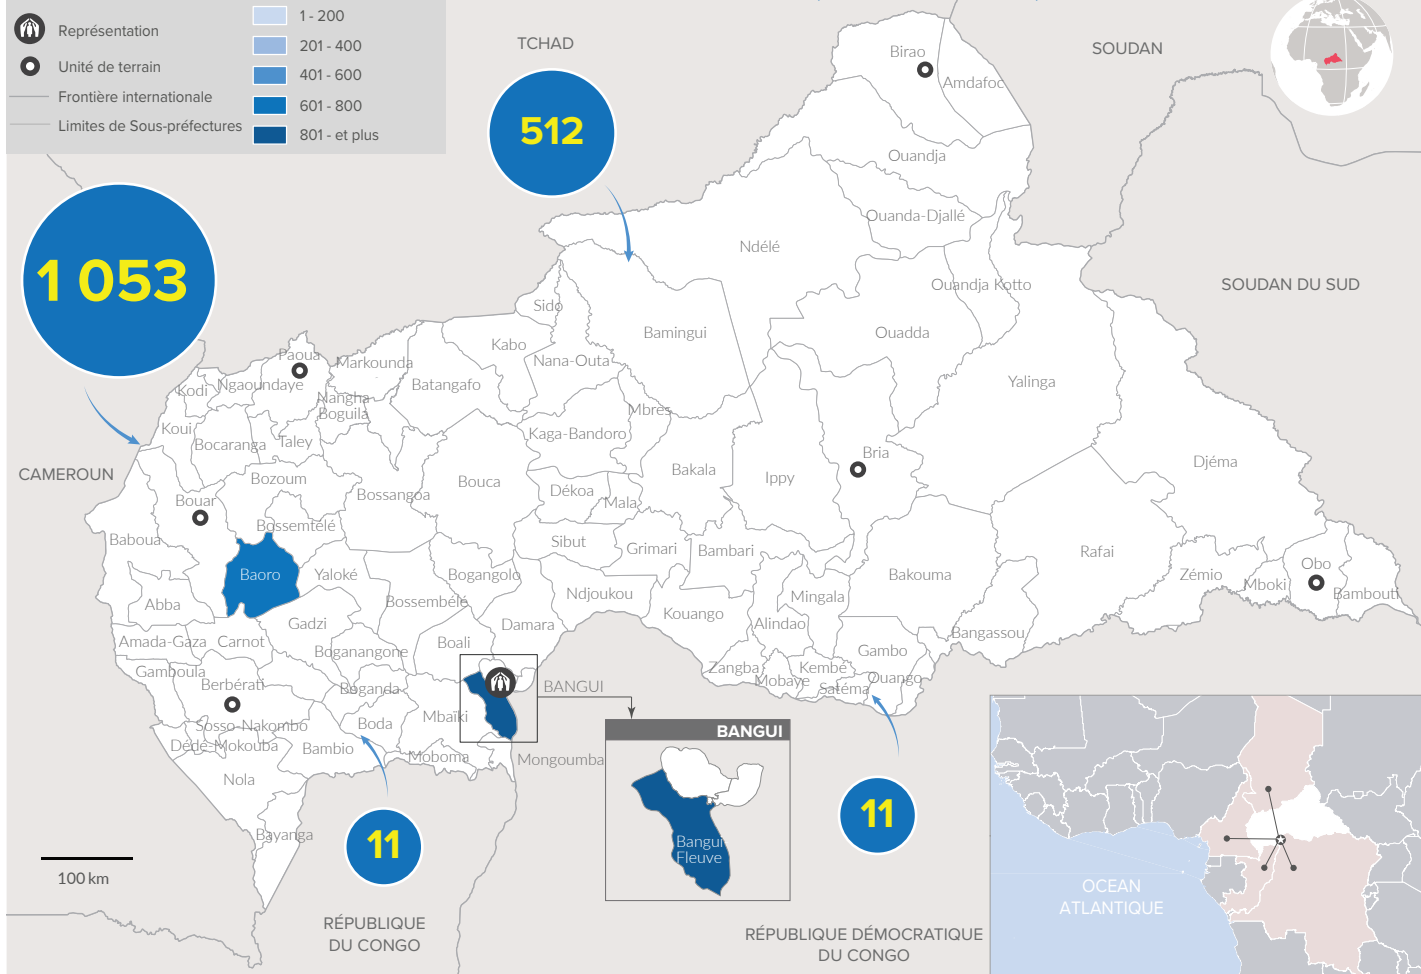 Représentation
Unité de terrain
Frontière internationale
Limites de Sous-préfectures
1 - 200
201 - 400
401 - 600
601 - 800
801 - et plus
TCHAD
SOUDAN
512
1 053
Birao
Amdafoc
Ouandja
Ouanda-Djallé
Ndélé
SOUDAN DU SUD
Ouandja Kotto
Sido
Bamingui
Ouadda
Kabo
Paoua
Markounda
Nana-Outa
Kodi
Ngaoundaye
Batangafo
Yalinga
Nangha
Boguila
Mbres
Koui
Bocaranga
Taley
Kaga-Bandoro
CAMEROUN
Bria
Djéma
Bozoum
Bossangoa
Bouca
Bakala
Ippy
Dékoa
Mala
Bouar
Bossemtélé
Baboua
Sibut
Grimari
Bambari
Rafai
Baoro
Yaloké
Bogangolo
Bakouma
Zémio
Mboki
Obo
Bambouti
Abba
Bossembélé
Ndjoukou
Mingala
Kouango
Gadzi
Damara
Alindao
Bangassou
Amada-Gaza
Carnot
Boganangone
Boali
Gambo
Gamboula
Berbérati
Boganda
BANGUI
Zangba
Mobaye
Kembé
Satéma
Ouango
Sosso-Nakombo
Boda
Mbaïki
Dédé-Mokouba
Bambio
Moboma
Mongoumba
BANGUI
Nola
Bayanga
11
11
Bangui
Fleuve
100 km
RÉPUBLIQUE
DU CONGO
RÉPUBLIQUE DÉMOCRATIQUE
DU CONGO
OCEAN
ATLANTIQUE